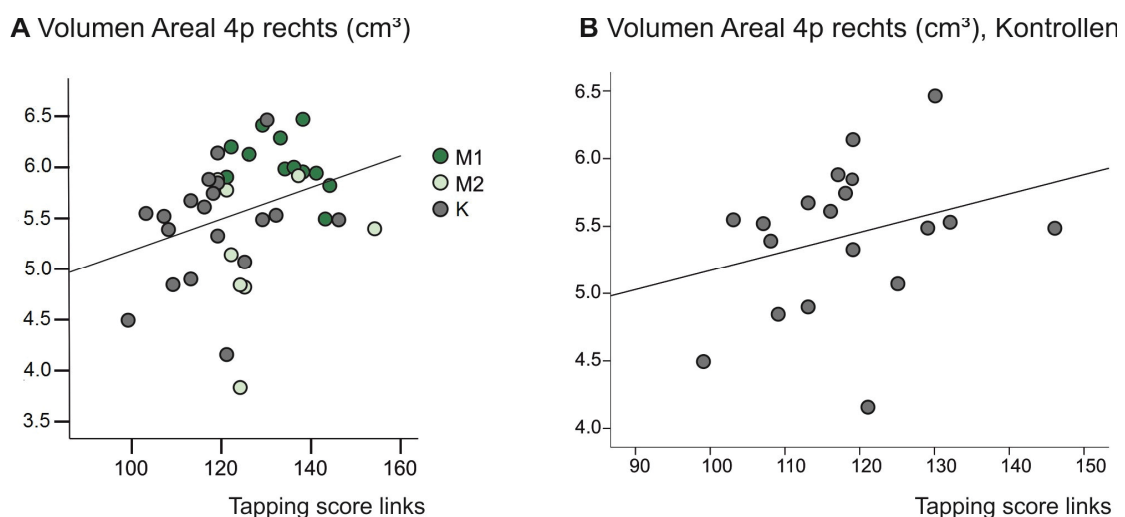 A Volumen Areal 4p rechts (cm³)
6.5
6.0
5.5
5.0
4.5
4.0
3.5
100 120 140 160
Tapping score links
M1
M2
K
B Volumen Areal 4p rechts (cm³), Kontrollen
6.5
6.0
5.5
5.0
4.5
4.0
90 100 110 120 130 140 150
Tapping score links